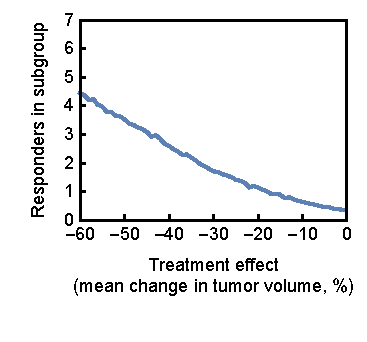 7
6
5
4
3
2
1
0
Responders in subgroup
−60 −50 −40 −30 −20 −10 0
Treatment effect
(mean change in tumor volume, %)